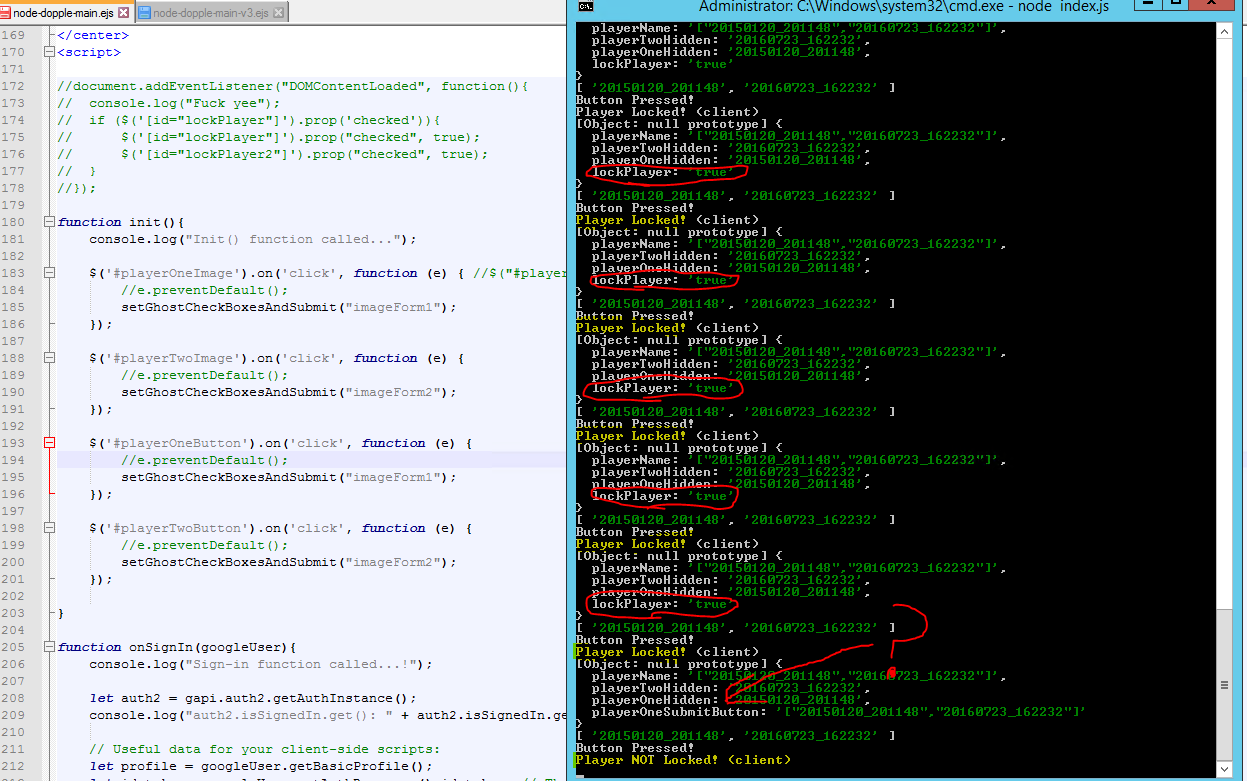 node-dopple-main.ejs node-dopple-main-v3.ejs
169 </center>
170 <script>
171
172 //document.addEventListener("DOMContentLoaded", function(){
173 //  console.log("Fuck yee");
174 //  if ($('[id="lockPlayer"]').prop('checked')){
175 //      $('[id="lockPlayer"]').prop("checked", true);
176 //      $('[id="lockPlayer2"]').prop("checked", true);
177 //  }
178 //});
179
180 function init(){
181     console.log("Init() function called...");
182
183     $('#playerOneImage').on('click', function (e) { //$("#player
184         //e.preventDefault();
185         setGhostCheckBoxesAndSubmit("imageForm1");
186     });
187
188     $('#playerTwoImage').on('click', function (e) {
189         //e.preventDefault();
190         setGhostCheckBoxesAndSubmit("imageForm2");
191     });
192
193     $('#playerOneButton').on('click', function (e) {
194         //e.preventDefault();
195         setGhostCheckBoxesAndSubmit("imageForm1");
196     });
197
198     $('#playerTwoButton').on('click', function (e) {
199         //e.preventDefault();
200         setGhostCheckBoxesAndSubmit("imageForm2");
201     });
202
203 }
204
205 function onSignIn(googleUser){
206     console.log("Sign-in function called...!");
207
208     let auth2 = gapi.auth2.getAuthInstance();
209     console.log("auth2.isSignedIn.get(): " + auth2.isSignedIn.ge
210
211     // Useful data for your client-side scripts:
212     let profile = googleUser.getBasicProfile();
Administrator: C:\Windows\system32\cmd.exe - node index.js
playerName: '["20150120_201148","20160723_162232"]',
playerTwoHidden: '20160723_162232',
playerOneHidden: '20150120_201148',
lockPlayer: 'true'
}
[ '20150120_201148', '20160723_162232' ]
Button Pressed!
Player Locked! (client)
[Object: null prototype] {
playerName: '["20150120_201148","20160723_162232"]',
playerTwoHidden: '20160723_162232',
playerOneHidden: '20150120_201148',
lockPlayer: 'true'
}
[ '20150120_201148', '20160723_162232' ]
Button Pressed!
Player Locked! (client)
[Object: null prototype] {
playerName: '["20150120_201148","20160723_162232"]',
playerTwoHidden: '20160723_162232',
playerOneHidden: '20150120_201148',
lockPlayer: 'true'
}
[ '20150120_201148', '20160723_162232' ]
Button Pressed!
Player Locked! (client)
[Object: null prototype] {
playerName: '["20150120_201148","20160723_162232"]',
playerTwoHidden: '20160723_162232',
playerOneHidden: '20150120_201148',
lockPlayer: 'true'
}
[ '20150120_201148', '20160723_162232' ]
Button Pressed!
Player Locked! (client)
[Object: null prototype] {
playerName: '["20150120_201148","20160723_162232"]',
playerTwoHidden: '20160723_162232',
playerOneHidden: '20150120_201148',
lockPlayer: 'true'
}
[ '20150120_201148', '20160723_162232' ]
Button Pressed!
Player Locked! (client)
[Object: null prototype] {
playerName: '["20150120_201148","20160723_162232"]',
playerTwoHidden: '20160723_162232',
playerOneHidden: '20150120_201148',
lockPlayer: 'true'
}
[ '20150120_201148', '20160723_162232' ]
Button Pressed!
Player Locked! (client)
[Object: null prototype] {
playerName: '["20150120_201148","20160723_162232"]',
playerTwoHidden: '20160723_162232',
playerOneHidden: '20150120_201148',
playerOneSubmitButton: '["20150120_201148","20160723_162232"]'
}
[ '20150120_201148', '20160723_162232' ]
Button Pressed!
Player NOT Locked! (client)
?